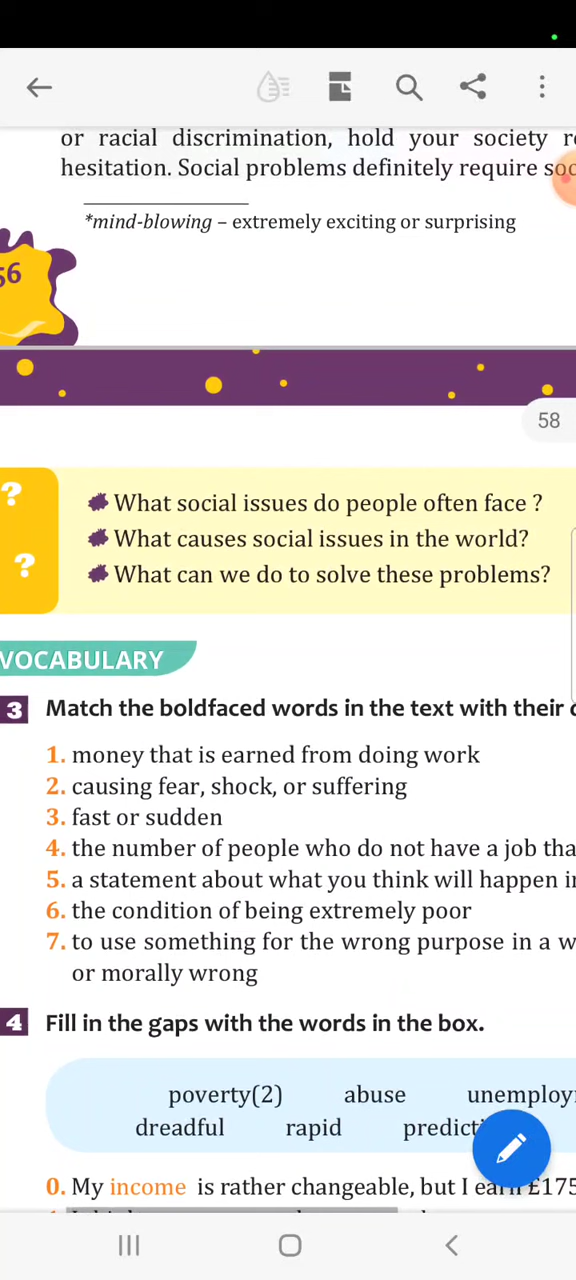 or racial discrimination, hold your society
hesitation. Social problems definitely require
*mind-blowing – extremely exciting or surprising
56
58
? What social issues do people often face ?
What causes social issues in the world?
? What can we do to solve these problems?
VOCABULARY
3 Match the boldfaced words in the text with their
1. money that is earned from doing work
2. causing fear, shock, or suffering
3. fast or sudden
4. the number of people who do not have a job
5. a statement about what you think will happen
6. the condition of being extremely poor
7. to use something for the wrong purpose in a
or morally wrong
4 Fill in the gaps with the words in the box.
poverty(2) abuse
dreadful rapid
0. My income is rather changeable, but I earn £175